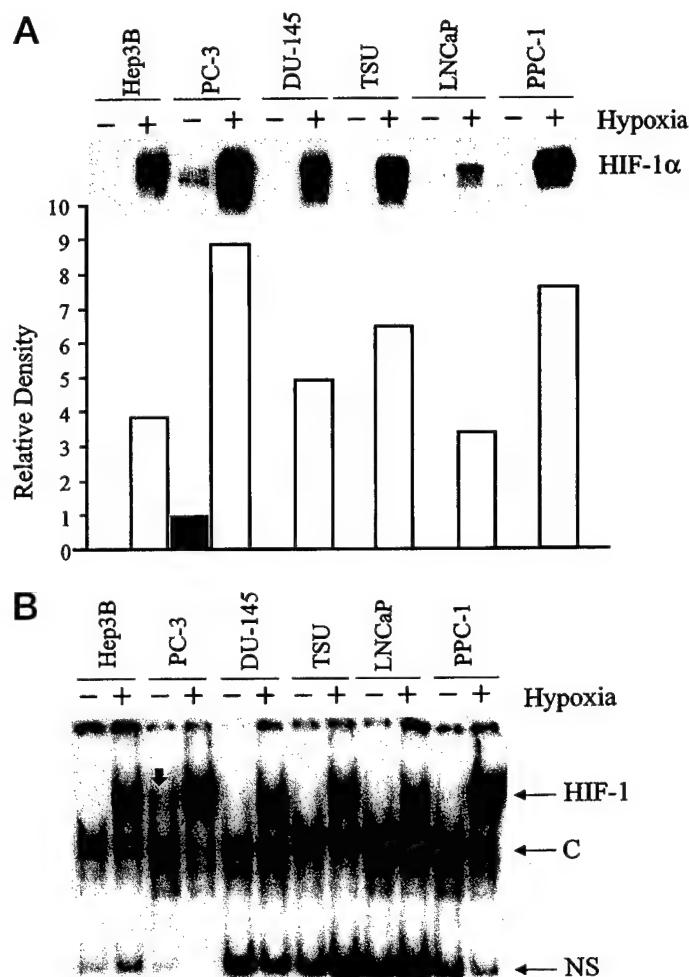 A
Hep3B PC-3 DU-145 TSU LNCaP PPC-1
− + − + − + − + − + − + Hypoxia
HIF-1α
10
9
8
7
6
5
4
3
2
1
0
Relative Density
B
Hep3B PC-3 DU-145 TSU LNCaP PPC-1
− + − + − + − + − + − + Hypoxia
HIF-1
C
NS